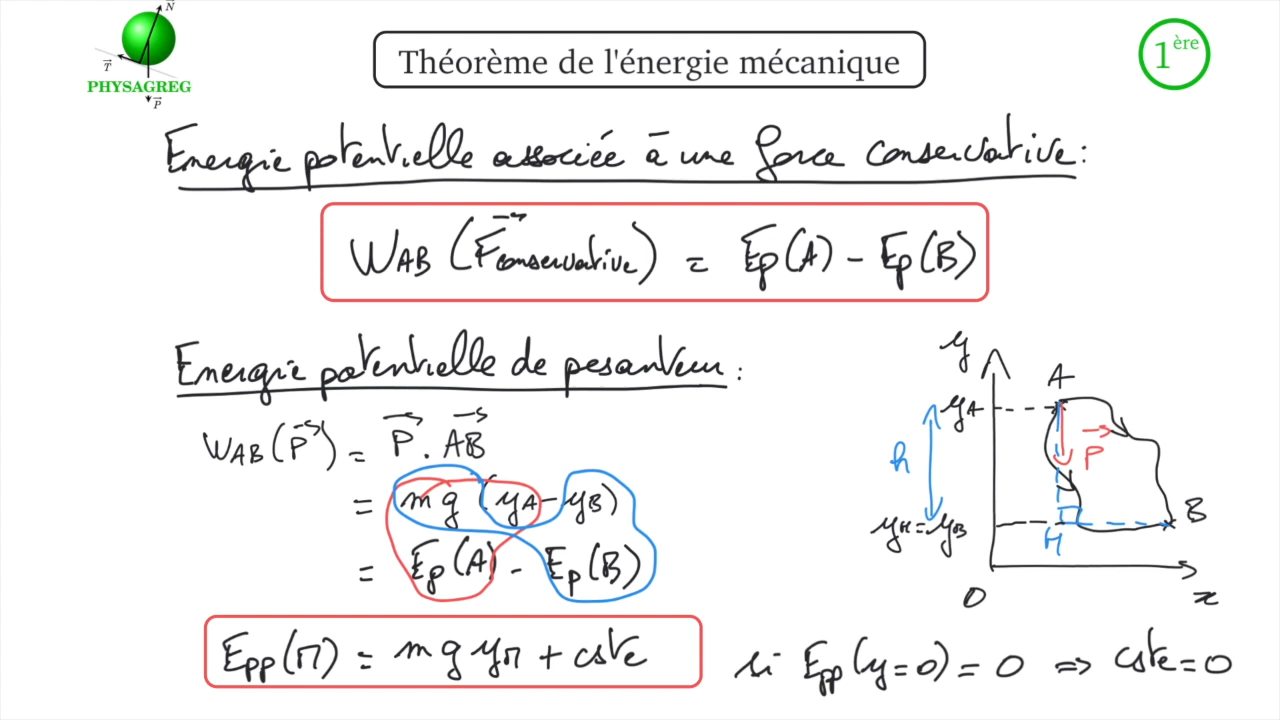 N
T
PHYSAGREG
P
Théorème de l'énergie mécanique
1ère
Energie potentielle associée à une force conservative:
WAB (F⃗conservative) = Ep(A) - Ep(B)
Energie potentielle de pesanteur:
WAB(P⃗) = P⃗. AB⃗
= mg (yA - yB)
= Ep(A) - Ep(B)
Epp(M) = mg yM + cste
si Epp(y=0) = 0 => cste=0
y
A
yA
h
P⃗
B
yH=yB
H
O
x